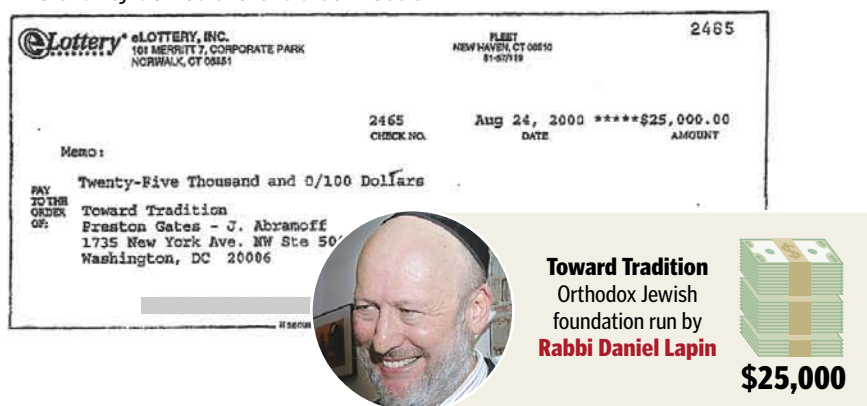 eLottery® eLOTTERY, INC.
101 MERRITT 7, CORPORATE PARK
NORWALK, CT 06851
FLEET
NEW HAVEN, CT 06510
51-57/119
2465
2465
CHECK NO.
Aug 24, 2000
DATE
*****$25,000.00
AMOUNT
Memo:
Twenty-Five Thousand and 0/100 Dollars
PAY
TO THE
ORDER
OF:
Toward Tradition
Preston Gates - J. Abramoff
1735 New York Ave. NW Ste
Washington, DC 20006
Toward Tradition
Orthodox Jewish
foundation run by
Rabbi Daniel Lapin
$25,000